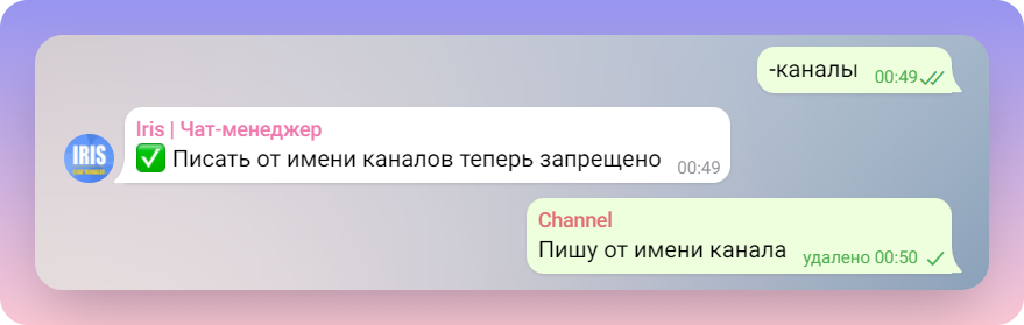 -каналы 00:49
Iris | Чат-менеджер
IRIS
✅ Писать от имени каналов теперь запрещено 00:49
Channel
Пишу от имени канала удалено 00:50